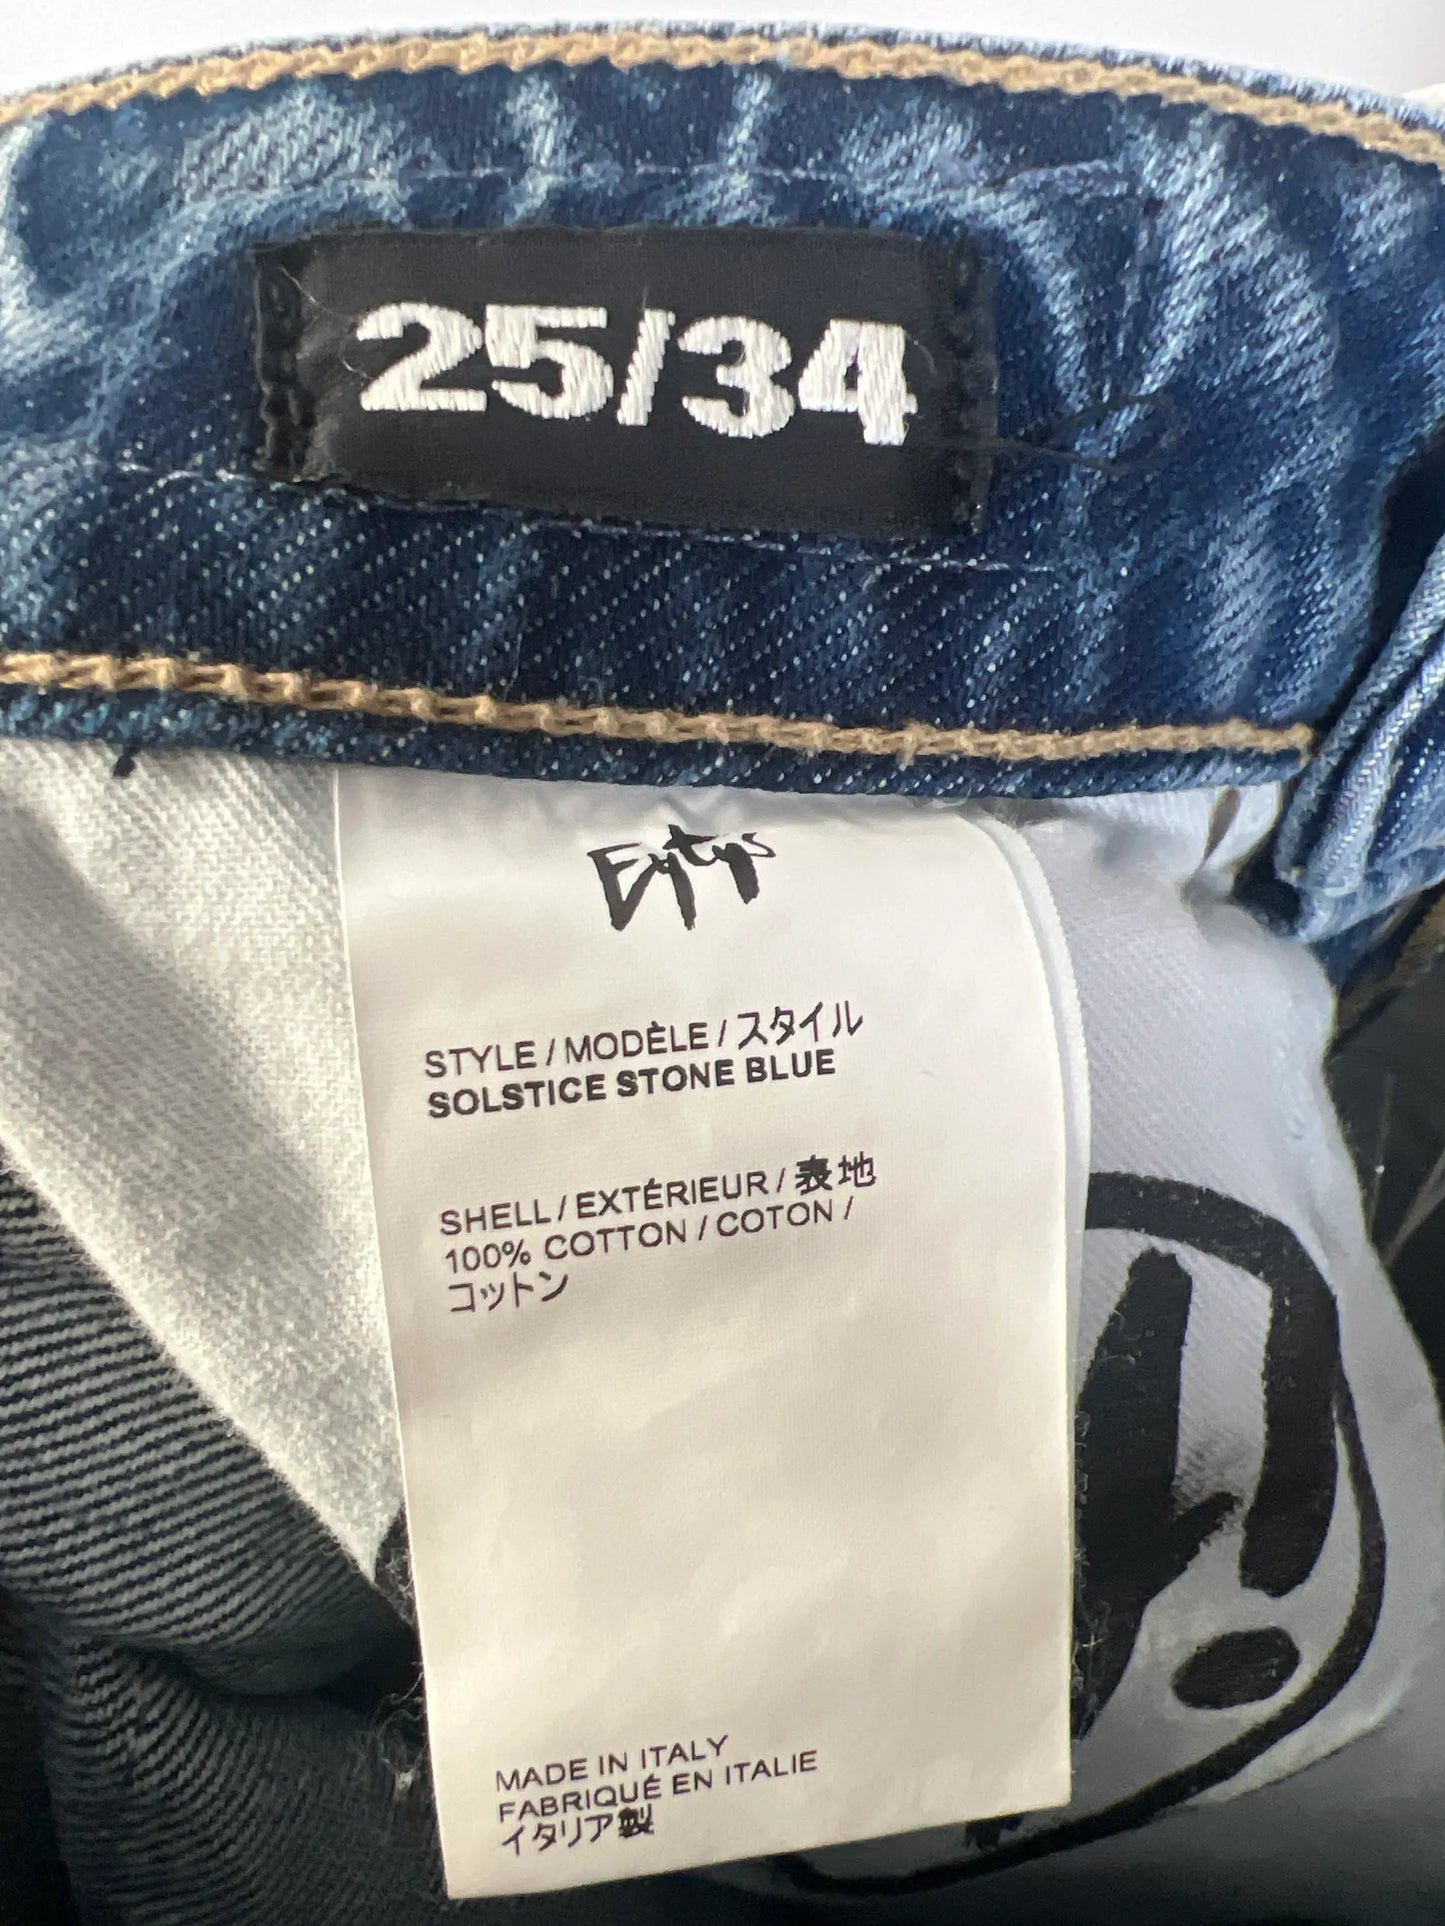 25/34
Eytys
STYLE / MODÈLE / スタイル
SOLSTICE STONE BLUE
SHELL / EXTÉRIEUR / 表地
100% COTTON / COTON /
コットン
MADE IN ITALY
FABRIQUÉ EN ITALIE
イタリア製